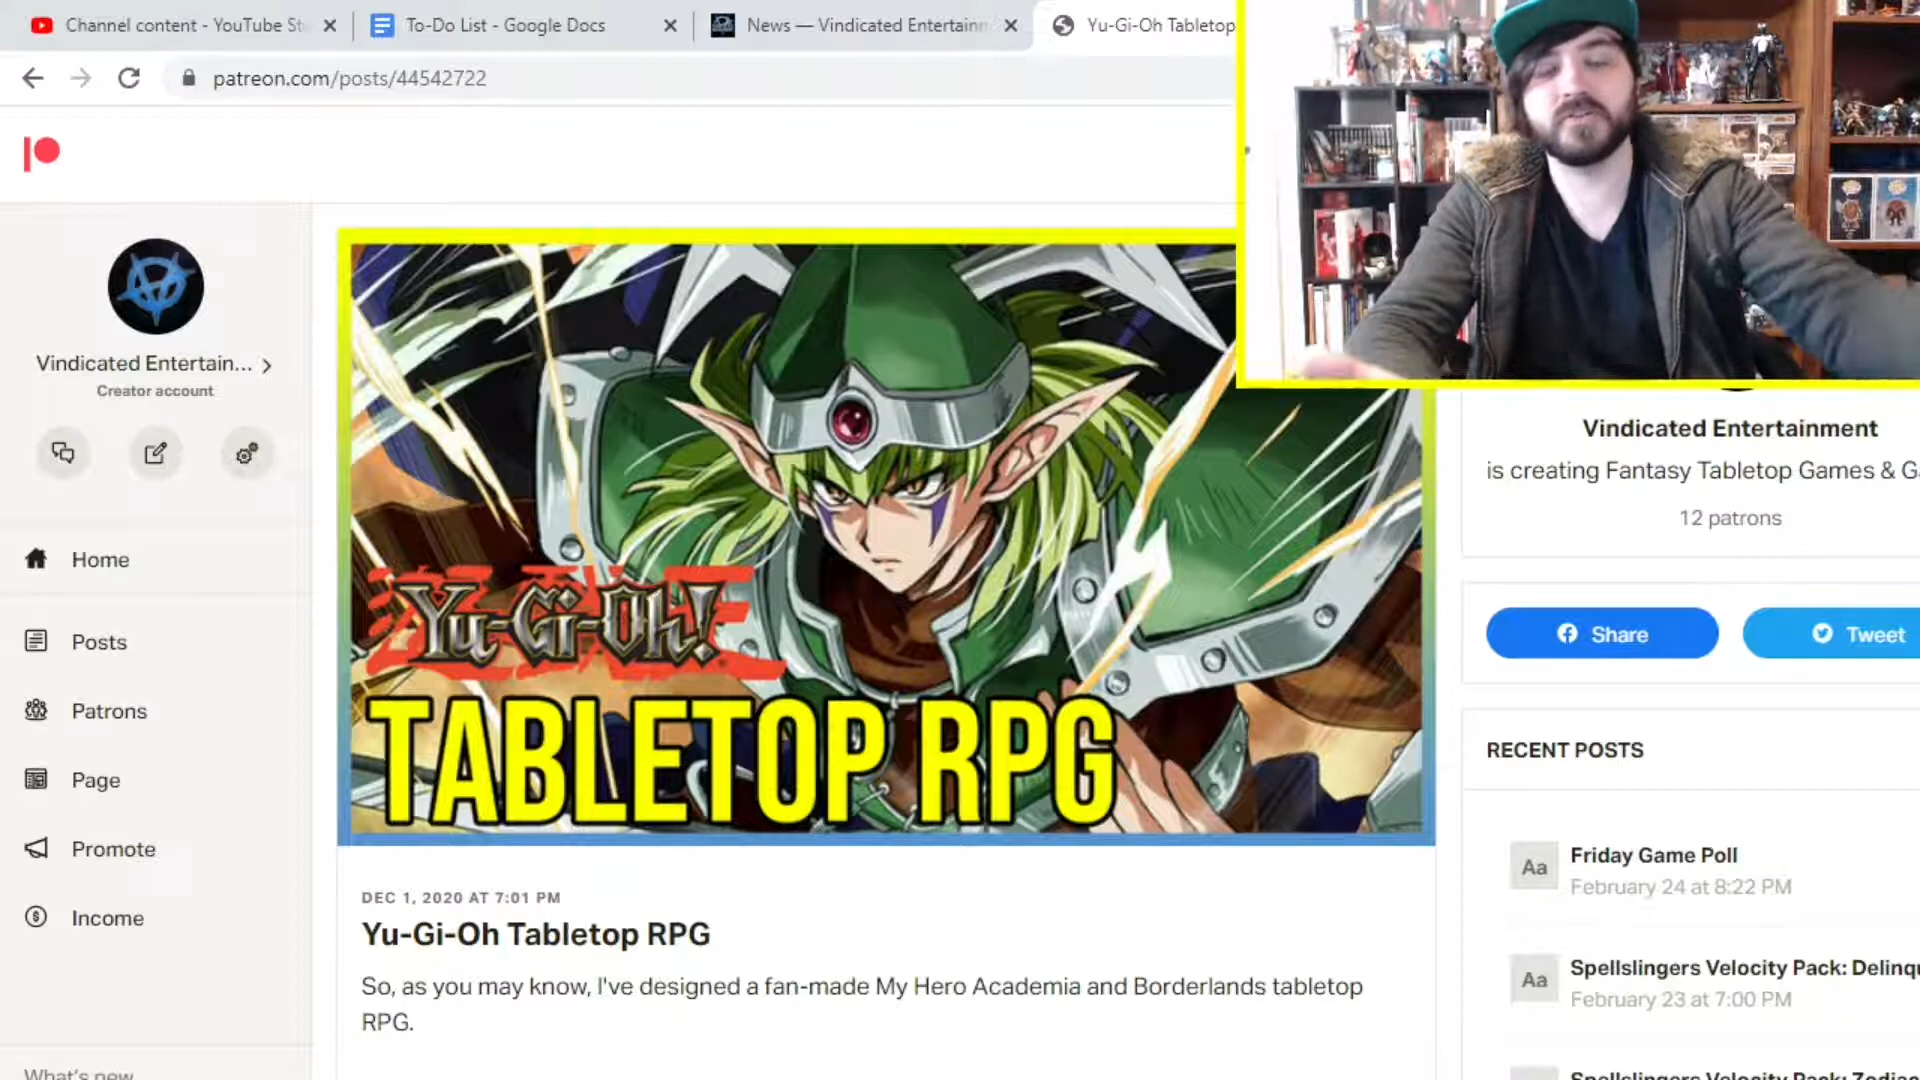 Channel content - YouTube St
To-Do List - Google Docs
News — Vindicated Entertainm
Yu-Gi-Oh Tabletop
patreon.com/posts/44542722
Vindicated Entertain...
Creator account
Home
Posts
Patrons
Page
Promote
Income
What's new
Yu-Gi-Oh!
TABLETOP RPG
DEC 1, 2020 AT 7:01 PM
Yu-Gi-Oh Tabletop RPG
So, as you may know, I've designed a fan-made My Hero Academia and Borderlands tabletop
RPG.
Vindicated Entertainment
is creating Fantasy Tabletop Games & G
12 patrons
Share
Tweet
RECENT POSTS
Aa
Friday Game Poll
February 24 at 8:22 PM
Aa
Spellslingers Velocity Pack: Delinq
February 23 at 7:00 PM
Spellslingers Velocity Pack: Zodiac